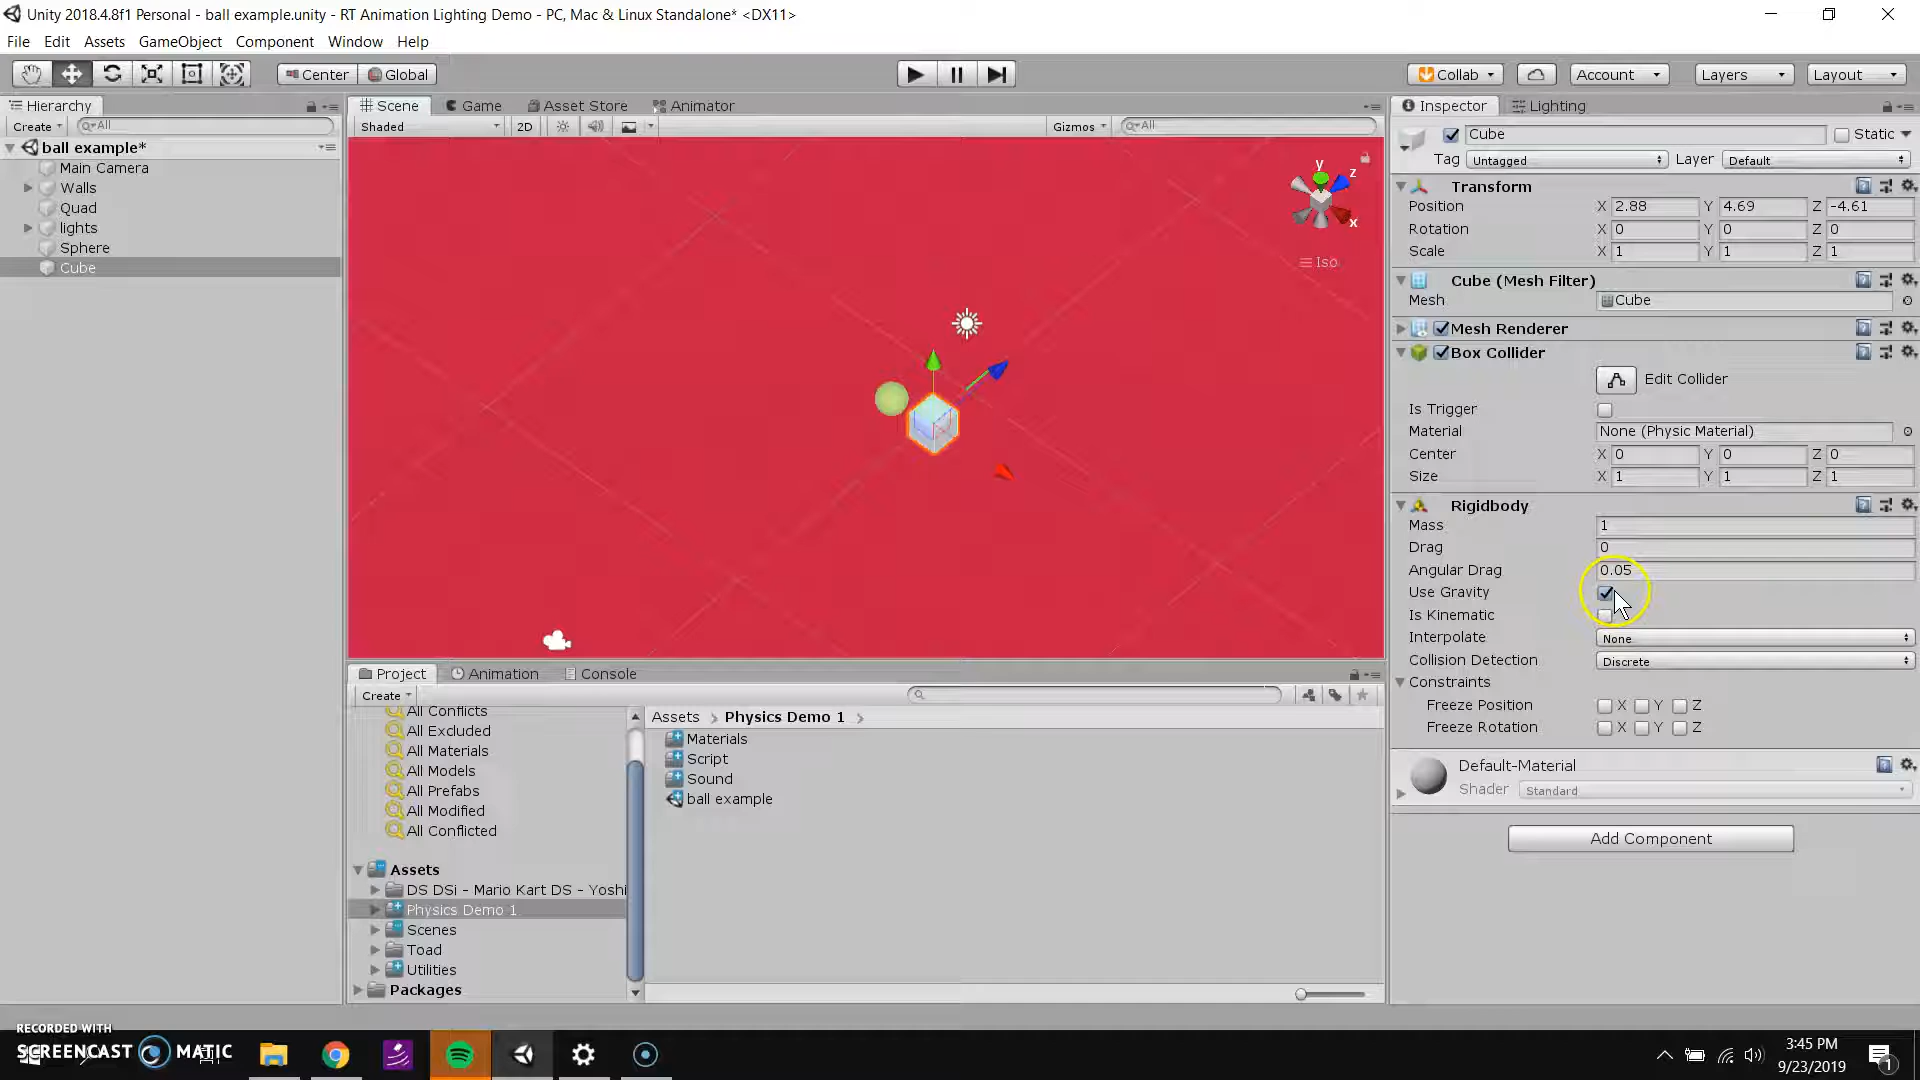 Unity 2018.4.8f1 Personal - ball example.unity - RT Animation Lighting Demo - PC, Mac & Linux Standalone* <DX11>
File Edit Assets GameObject Component Window Help
Center Global Collab Account Layers Layout
Hierarchy
Create All
ball example*
Main Camera
Walls
Quad
lights
Sphere
Cube
Scene Game Asset Store Animator
Shaded 2D Gizmos All
y
z
x
Iso
Project Animation Console
Create
All Conflicts
All Excluded
All Materials
All Models
All Prefabs
All Modified
All Conflicted
Assets
DS DSi - Mario Kart DS - Yoshi
Physics Demo 1
Scenes
Toad
Utilities
Packages
Assets > Physics Demo 1 >
Materials
Script
Sound
ball example
Inspector Lighting
Cube Static
Tag Untagged Layer Default
Transform
Position X 2.88 Y 4.69 Z -4.61
Rotation X 0 Y 0 Z 0
Scale X 1 Y 1 Z 1
Cube (Mesh Filter)
Mesh Cube
Mesh Renderer
Box Collider
Edit Collider
Is Trigger
Material None (Physic Material)
Center X 0 Y 0 Z 0
Size X 1 Y 1 Z 1
Rigidbody
Mass 1
Drag 0
Angular Drag 0.05
Use Gravity
Is Kinematic
Interpolate None
Collision Detection Discrete
Constraints
Freeze Position X Y Z
Freeze Rotation X Y Z
Default-Material
Shader Standard
Add Component
RECORDED WITH
SCREENCAST MATIC
3:45 PM
9/23/2019
1